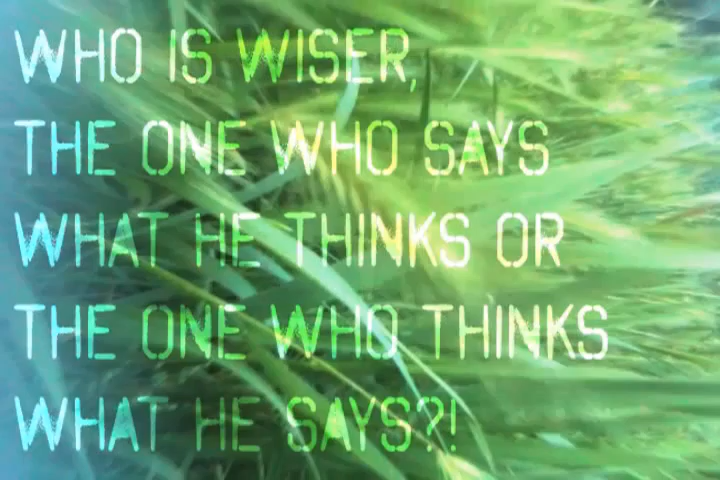 WHO IS WISER,
THE ONE WHO SAYS
WHAT HE THINKS OR
THE ONE WHO THINKS
WHAT HE SAYS?!